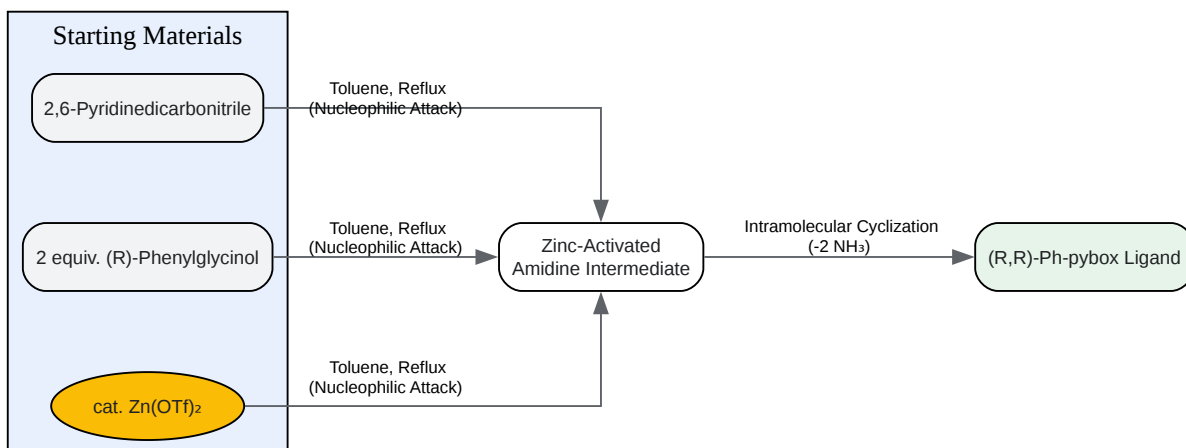 Starting Materials
2,6-Pyridinedicarbonitrile
Toluene, Reflux
(Nucleophilic Attack)
2 equiv. (R)-Phenylglycinol
Toluene, Reflux
(Nucleophilic Attack)
Zinc-Activated
Amidine Intermediate
Intramolecular Cyclization
(-2 NH₃)
(R,R)-Ph-pybox Ligand
cat. Zn(OTf)₂
Toluene, Reflux
(Nucleophilic Attack)